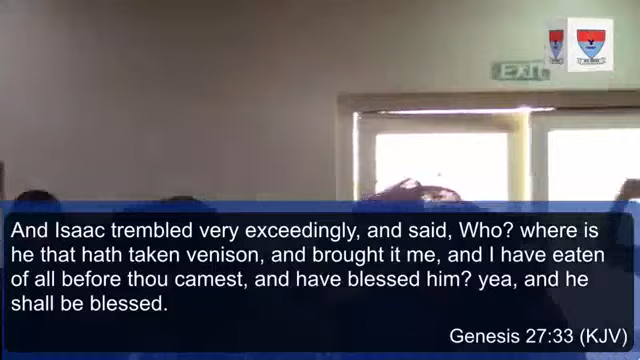 EXIT
And Isaac trembled very exceedingly, and said, Who? where is
he that hath taken venison, and brought it me, and I have eaten
of all before thou camest, and have blessed him? yea, and he
shall be blessed.
Genesis 27:33 (KJV)